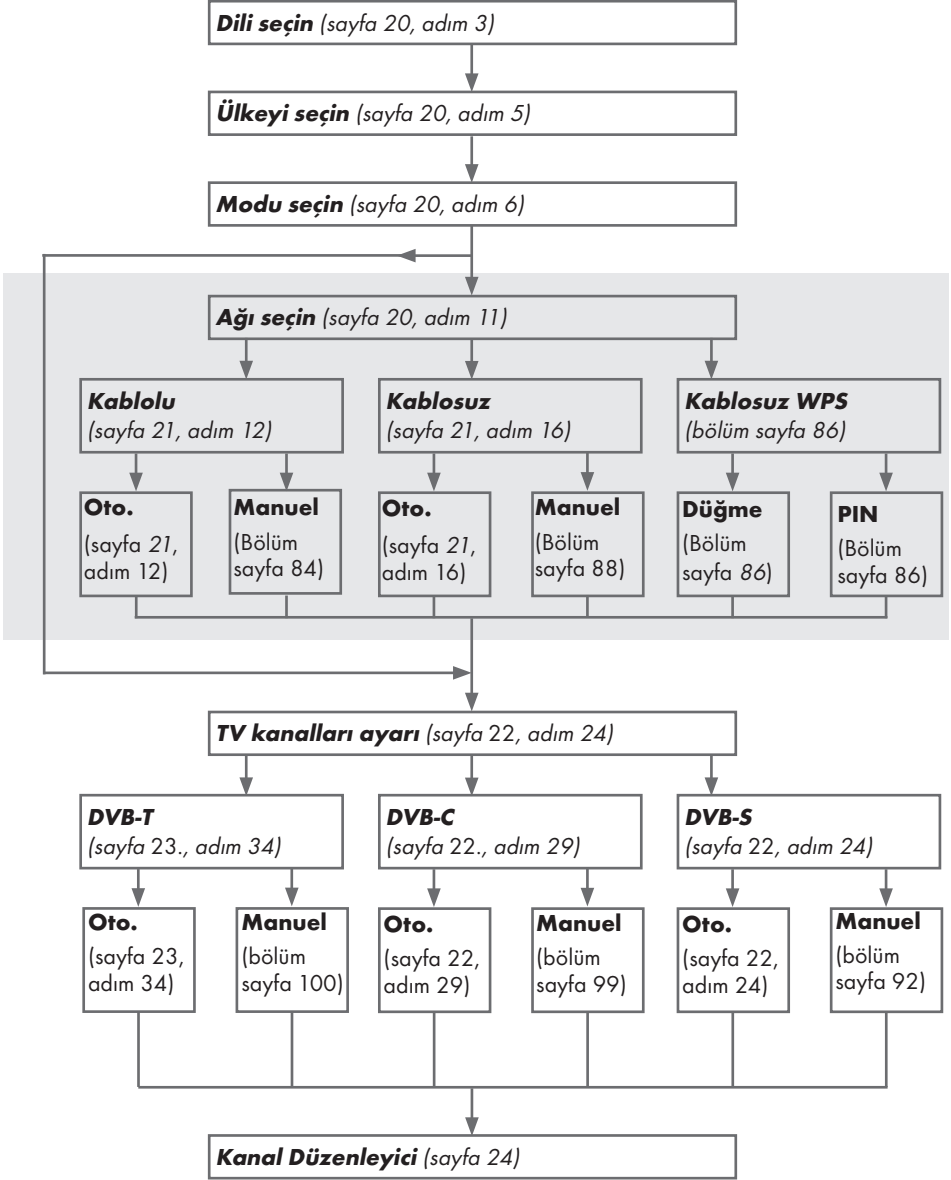 Dili seçin (sayfa 20, adım 3)
Ülkeyi seçin (sayfa 20, adım 5)
Modu seçin (sayfa 20, adım 6)
Ağı seçin (sayfa 20, adım 11)
Kablolu
(sayfa 21, adım 12)
Kablosuz
(sayfa 21, adım 16)
Kablosuz WPS
(bölüm sayfa 86)
Oto.
(sayfa 21,
adım 12)
Manuel
(Bölüm
sayfa 84)
Oto.
(sayfa 21,
adım 16)
Manuel
(Bölüm
sayfa 88)
Düğme
(Bölüm
sayfa 86)
PIN
(Bölüm
sayfa 86)
TV kanalları ayarı (sayfa 22, adım 24)
DVB-T
(sayfa 23., adım 34)
DVB-C
(sayfa 22., adım 29)
DVB-S
(sayfa 22, adım 24)
Oto.
(sayfa 23,
adım 34)
Manuel
(bölüm
sayfa 100)
Oto.
(sayfa 22,
adım 29)
Manuel
(bölüm
sayfa 99)
Oto.
(sayfa 22,
adım 24)
Manuel
(bölüm
sayfa 92)
Kanal Düzenleyici (sayfa 24)